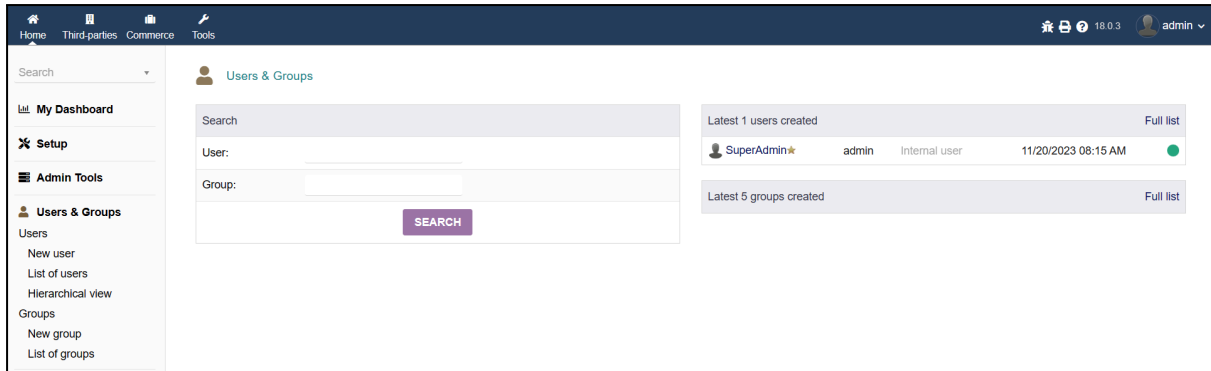 Home Third-parties Commerce Tools 18.0.3 admin
Search
My Dashboard
Setup
Admin Tools
Users & Groups
Users
New user
List of users
Hierarchical view
Groups
New group
List of groups
Users & Groups
Search
User:
Group:
SEARCH
Latest 1 users created Full list
SuperAdmin admin Internal user 11/20/2023 08:15 AM
Latest 5 groups created Full list